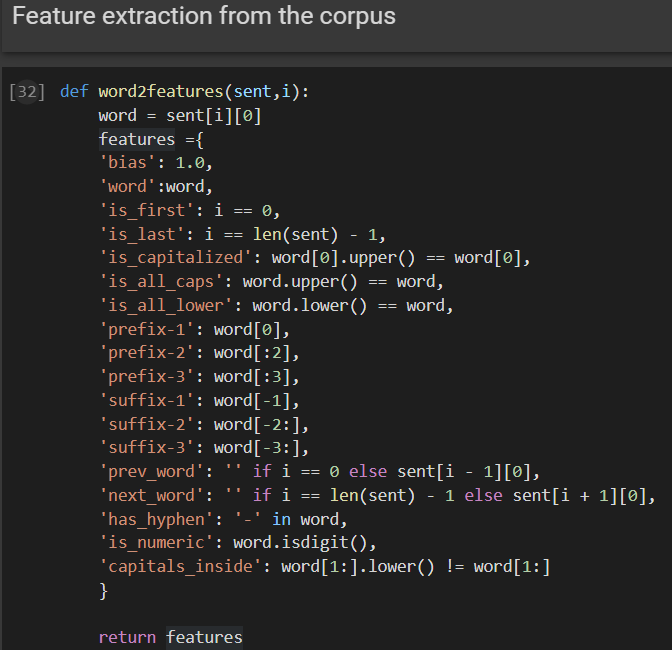 Feature extraction from the corpus
[32] def word2features(sent,i):
word = sent[i][0]
features ={
'bias': 1.0,
'word':word,
'is_first': i == 0,
'is_last': i == len(sent) - 1,
'is_capitalized': word[0].upper() == word[0],
'is_all_caps': word.upper() == word,
'is_all_lower': word.lower() == word,
'prefix-1': word[0],
'prefix-2': word[:2],
'prefix-3': word[:3],
'suffix-1': word[-1],
'suffix-2': word[-2:],
'suffix-3': word[-3:],
'prev_word': '' if i == 0 else sent[i - 1][0],
'next_word': '' if i == len(sent) - 1 else sent[i + 1][0],
'has_hyphen': '-' in word,
'is_numeric': word.isdigit(),
'capitals_inside': word[1:].lower() != word[1:]
}
return features